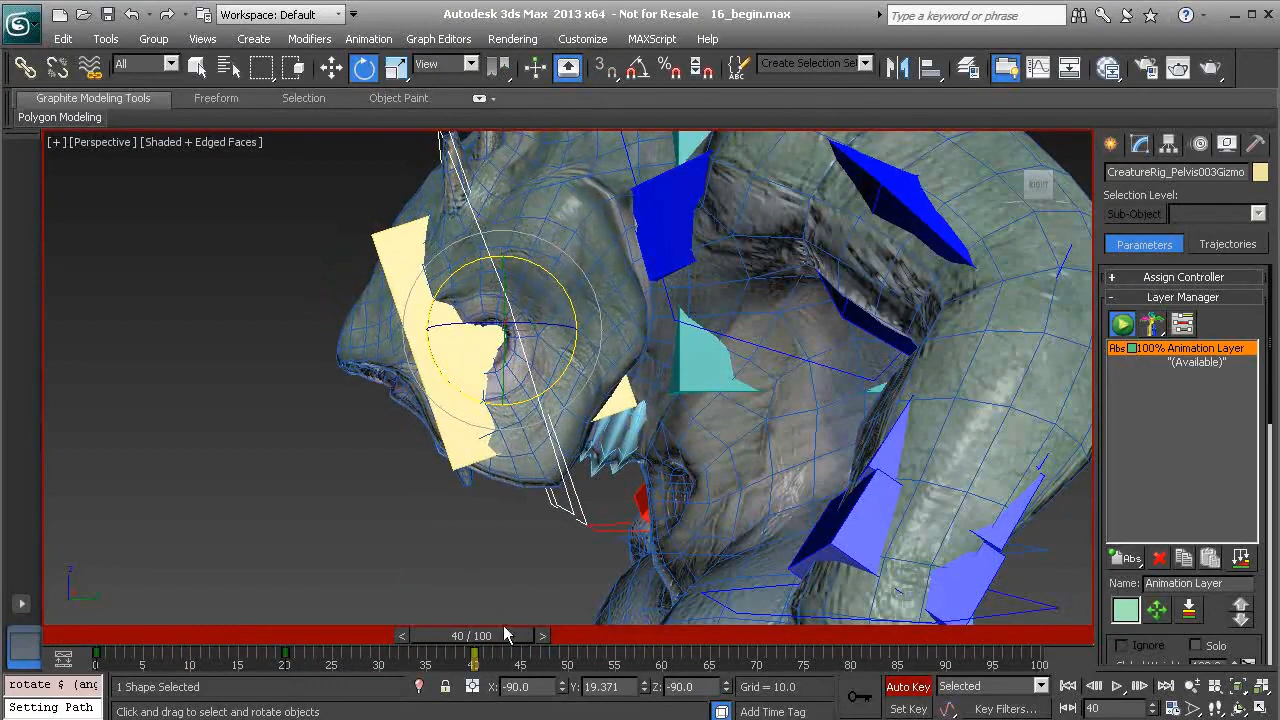 Workspace: Default
Autodesk 3ds Max 2013 x64 - Not for Resale 16_begin.max
Type a keyword or phrase
Edit Tools Group Views Create Modifiers Animation Graph Editors Rendering Customize MAXScript Help
All
View
3
Create Selection Se
Graphite Modeling Tools Freeform Selection Object Paint
Polygon Modeling
[+] [Perspective] [Shaded + Edged Faces]
RIGHT
CreatureRig_Pelvis003Gizmo
Selection Level:
Sub-Object
Parameters Trajectories
+ Assign Controller
- Layer Manager
Abs 100% Animation Layer
"(Available)"
Abs
Name: Animation Layer
Ignore Solo
z
< 40 / 100 >
0 5 10 15 20 25 30 35 40 45 50 55 60 65 70 75 80 85 90 95 100
rotate $ (ang
Setting Path
1 Shape Selected
X: -90.0 Y: 19.371 Z: -90.0 Grid = 10.0
Click and drag to select and rotate objects
Add Time Tag
Auto Key Selected
Set Key Key Filters...
40